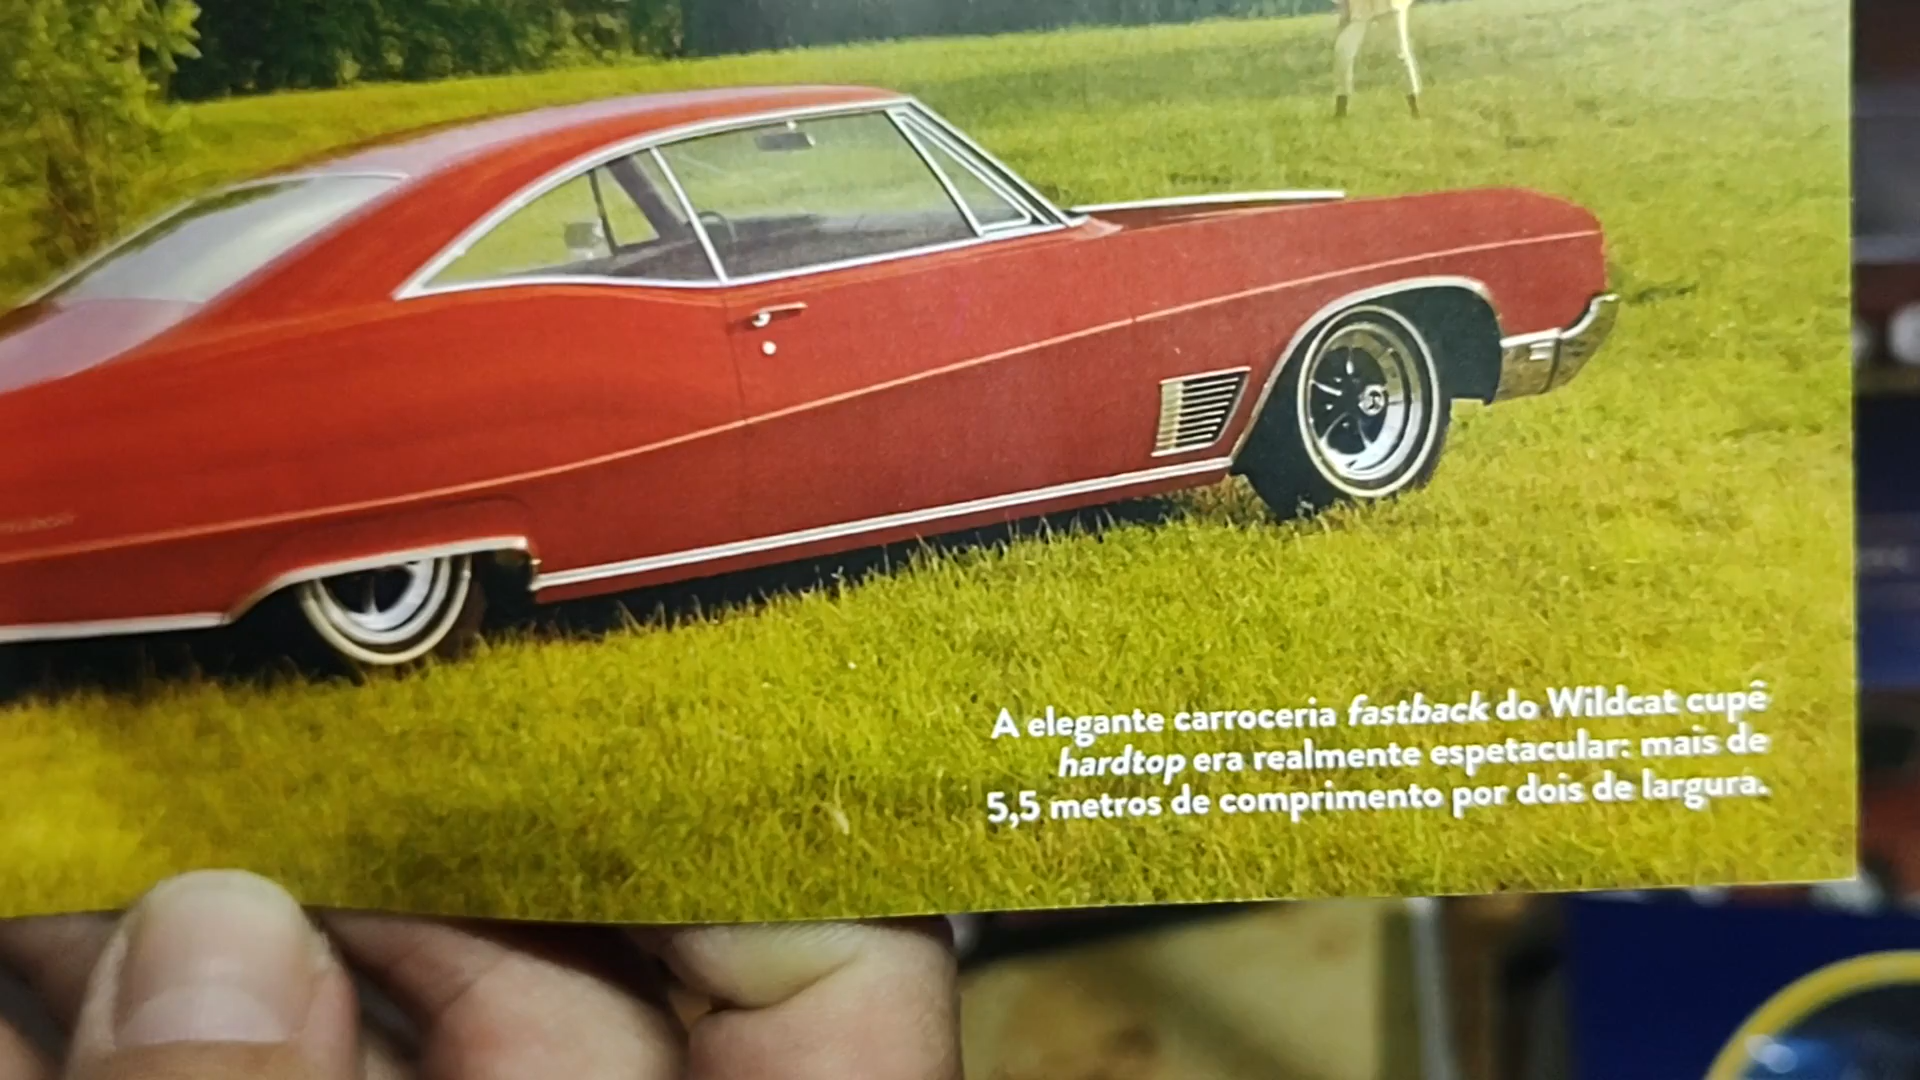 A elegante carroceria fastback do Wildcat cupê
hardtop era realmente espetacular: mais de
5,5 metros de comprimento por dois de largura.